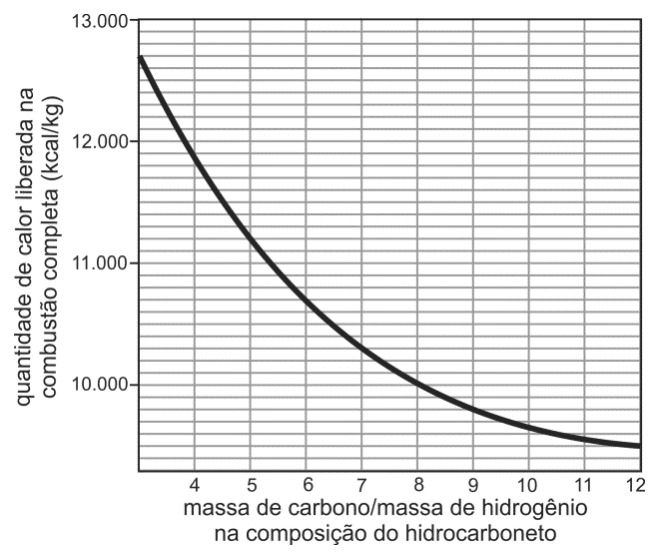 quantidade de calor liberada na
combustão completa (kcal/kg)
13.000
12.000
11.000
10.000
4 5 6 7 8 9 10 11 12
massa de carbono/massa de hidrogênio
na composição do hidrocarboneto